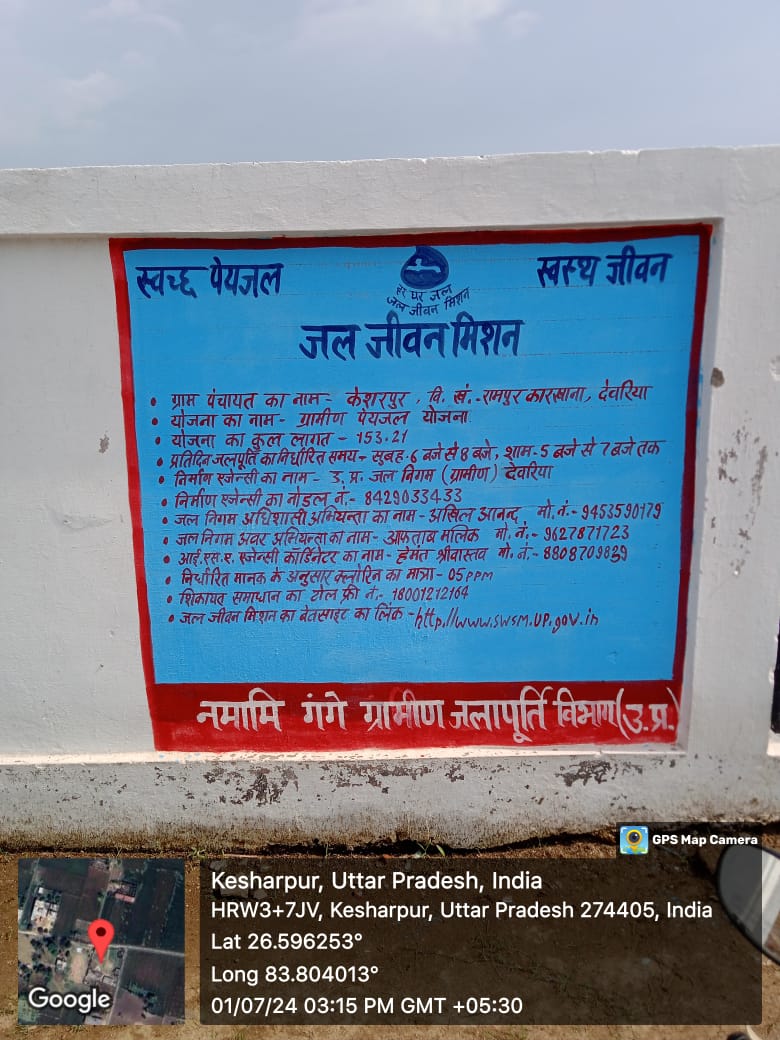 स्वच्छ पेयजल
स्वस्थ जीवन
हर घर जल
जल जीवन मिशन
जल जीवन मिशन
• ग्राम पंचायत का नाम - केशरपुर, वि. खं. - रामपुर कारखाना, देवरिया
• योजना का नाम - ग्रामीण पेयजल योजना
• योजना का कुल लागत - 153.21
• प्रतिदिन जलपूर्ति का निर्धारित समय - सुबह- 6 बजे से 8 बजे, शाम- 5 बजे से 7 बजे तक
• निर्माण एजेन्सी का नाम - उ. प्र. जल निगम (ग्रामीण) देवरिया
• निर्माण एजेन्सी का नोडल नं.- 8429033433
• जल निगम अधिशासी अभियन्ता का नाम - अखिल आनन्द मो. नं.- 9453590179
• जल निगम अवर अभियन्ता का नाम- आफताब मलिक मो. नं.- 9627871723
• आई.एस.ए. एजेन्सी कॉर्डिनेटर का नाम - हेमंत श्रीवास्तव मो. नं.- 8808709839
• निर्धारित मानक के अनुसार क्लोरिन का मात्रा - 05 PPM
• शिकायत समाधान का टोल फ्री नं.- 18001212164
• जल जीवन मिशन का वेतसाइट का लिंक - http://www.swsm.up.gov.in
नमामि गंगे ग्रामीण जलापूर्ति विभाग (उ.प्र.)
GPS Map Camera
Kesharpur, Uttar Pradesh, India
HRW3+7JV, Kesharpur, Uttar Pradesh 274405, India
Lat 26.596253°
Long 83.804013°
01/07/24 03:15 PM GMT +05:30
Google